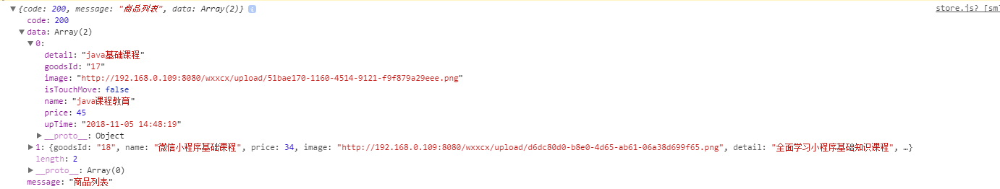 {code: 200, message: "商品列表", data: Array(2)} i store.js? [sm
code: 200
data: Array(2)
0:
detail: "java基础课程"
goodsId: "17"
image: "http://192.168.0.109:8080/wxxcx/upload/51bae170-1160-4514-9121-f9f879a29eee.png"
isTouchMove: false
name: "java课程教育"
price: 45
upTime: "2018-11-05 14:48:19"
__proto__: Object
1: {goodsId: "18", name: "微信小程序基础课程", price: 34, image: "http://192.168.0.109:8080/wxxcx/upload/d6dc80d0-b8e0-4d65-ab61-06a38d699f65.png", detail: "全面学习小程序基础知识课程", …}
length: 2
__proto__: Array(0)
message: "商品列表"